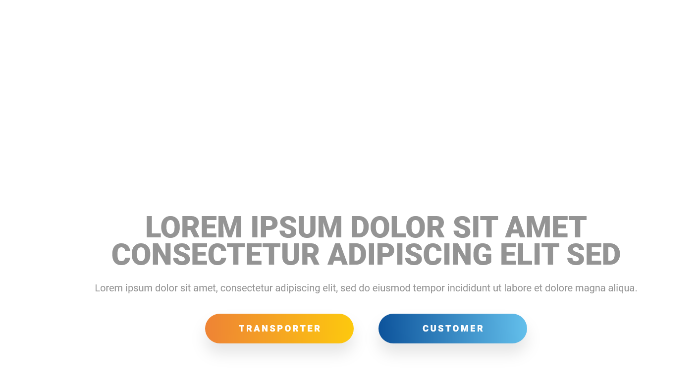 LOREM IPSUM DOLOR SIT AMET
CONSECTETUR ADIPISCING ELIT SED
Lorem ipsum dolor sit amet, consectetur adipiscing elit, sed do eiusmod tempor incididunt ut labore et dolore magna aliqua.
TRANSPORTER
CUSTOMER